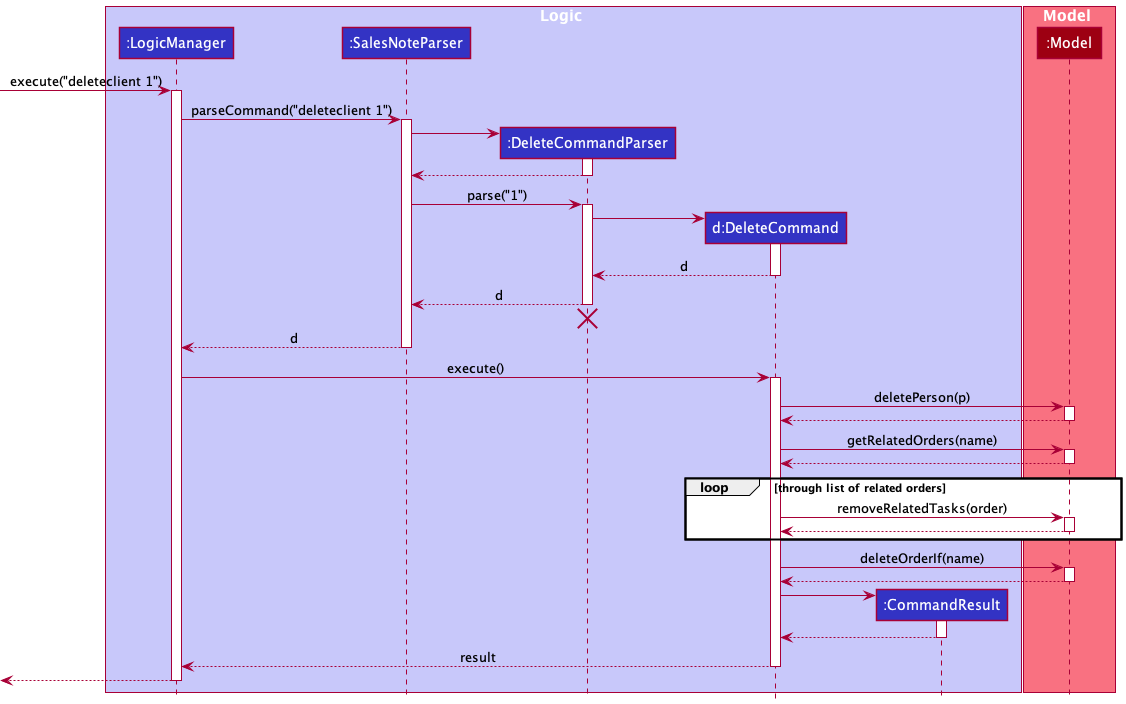 Logic
Model
:LogicManager
:SalesNoteParser
:Model
execute("deleteclient 1")
parseCommand("deleteclient 1")
:DeleteCommandParser
parse("1")
d:DeleteCommand
d
d
d
execute()
deletePerson(p)
getRelatedOrders(name)
loop
[through list of related orders]
removeRelatedTasks(order)
deleteOrderIf(name)
:CommandResult
result